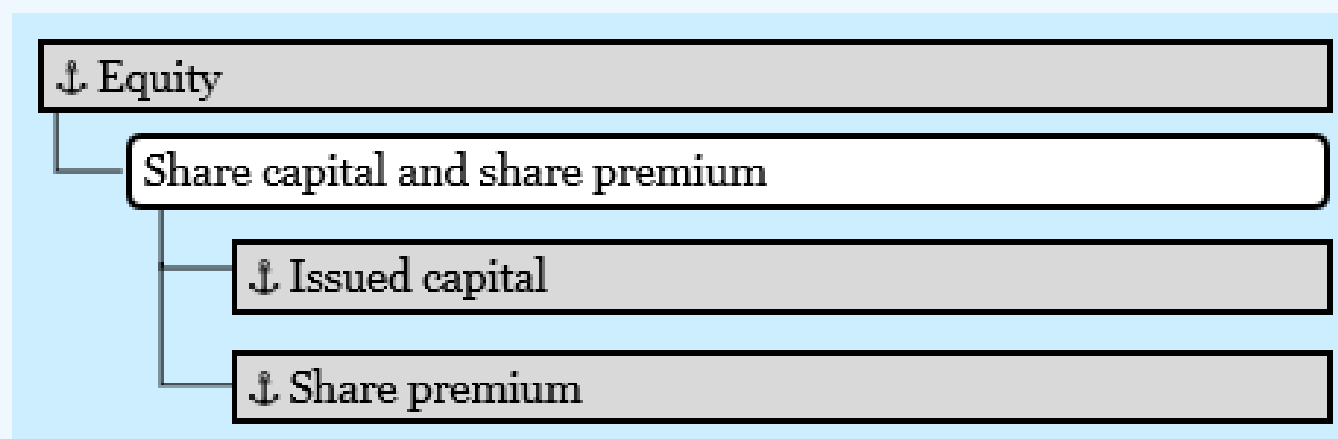 ⚓ Equity
Share capital and share premium
⚓ Issued capital
⚓ Share premium